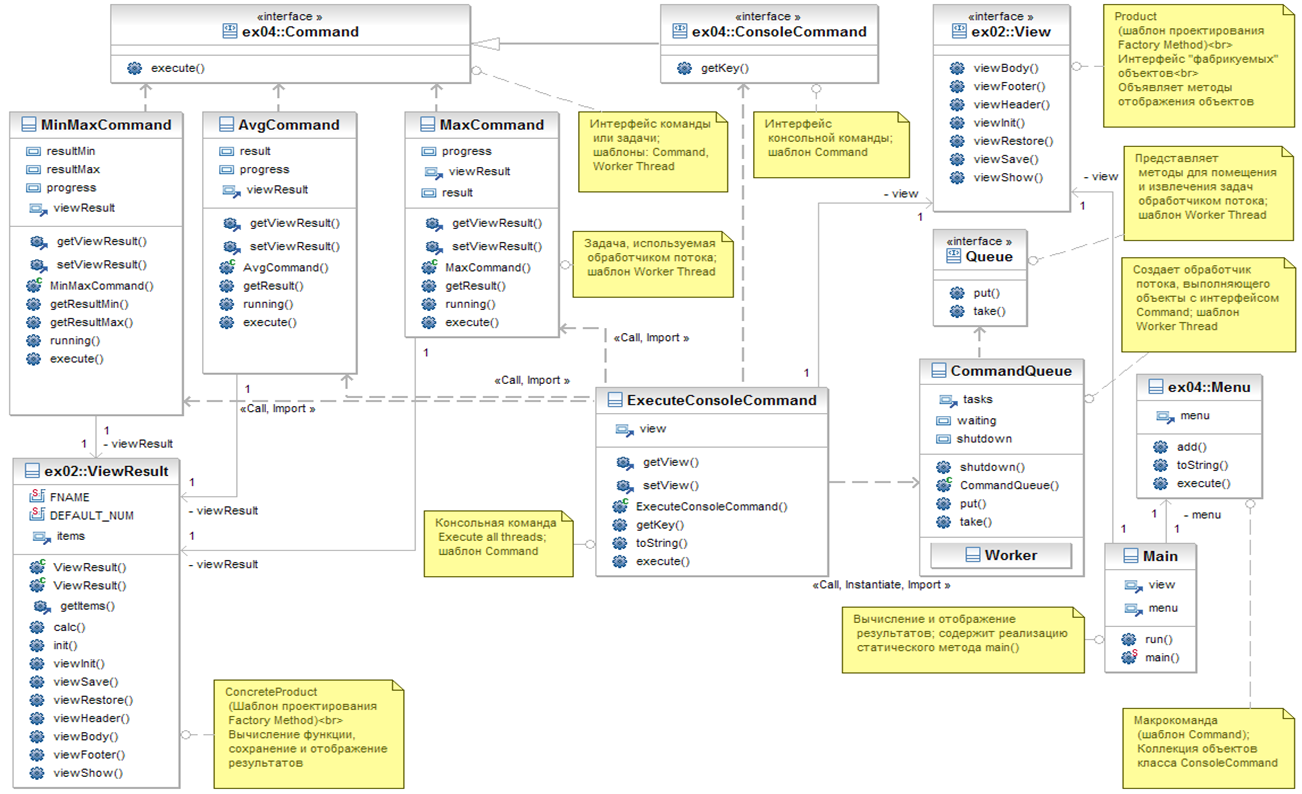 «interface »
ex04::Command
execute()
«interface »
ex04::ConsoleCommand
getKey()
«interface »
ex02::View
viewBody()
viewFooter()
viewHeader()
viewInit()
viewRestore()
viewSave()
viewShow()
Product
(шаблон проектирования
Factory Method)<br>
Интерфейс "фабрикуемых"
объектов<br>
Объявляет методы
отображения объектов
MinMaxCommand
resultMin
resultMax
progress
viewResult
getViewResult()
setViewResult()
MinMaxCommand()
getResultMin()
getResultMax()
running()
execute()
AvgCommand
result
progress
viewResult
getViewResult()
setViewResult()
AvgCommand()
getResult()
running()
execute()
MaxCommand
progress
viewResult
result
getViewResult()
setViewResult()
MaxCommand()
getResult()
running()
execute()
Интерфейс команды
или задачи;
шаблоны: Command,
Worker Thread
Интерфейс
консольной команды;
шаблон Command
Представляет
методы для помещения
и извлечения задач
обработчиком потока;
шаблон Worker Thread
- view
1
- view
1
Задача, используемая
обработчиком потока;
шаблон Worker Thread
«interface »
Queue
put()
take()
Создает обработчик
потока, выполняющего
объекты с интерфейсом
Command; шаблон
Worker Thread
«Call, Import »
1
«Call, Import »
1
«Call, Import »
1
ExecuteConsoleCommand
view
getView()
setView()
ExecuteConsoleCommand()
getKey()
toString()
execute()
CommandQueue
tasks
waiting
shutdown
shutdown()
CommandQueue()
put()
take()
Worker
ex04::Menu
menu
add()
toString()
execute()
1
1
- viewResult
ex02::ViewResult
FNAME
DEFAULT_NUM
items
ViewResult()
ViewResult()
getItems()
calc()
init()
viewInit()
viewSave()
viewRestore()
viewHeader()
viewBody()
viewFooter()
viewShow()
1
- viewResult
1
- viewResult
Консольная команда
Execute all threads;
шаблон Command
«Call, Instantiate, Import »
1
- menu
1
1
Main
view
menu
run()
main()
Вычисление и отображение
результатов; содержит реализацию
статического метода main()
ConcreteProduct
(Шаблон проектирования
Factory Method)<br>
Вычисление функции,
сохранение и отображение
результатов
Макрокоманда
(шаблон Command);
Коллекция объектов
класса ConsoleCommand